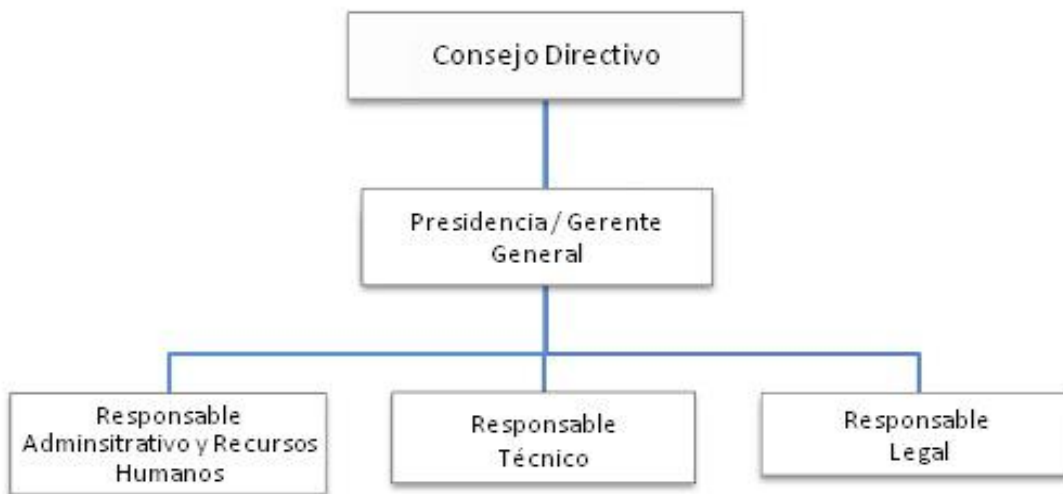 Consejo Directivo
Presidencia / Gerente
General
Responsable
Adminsitrativo y Recursos
Humanos
Responsable
Técnico
Responsable
Legal